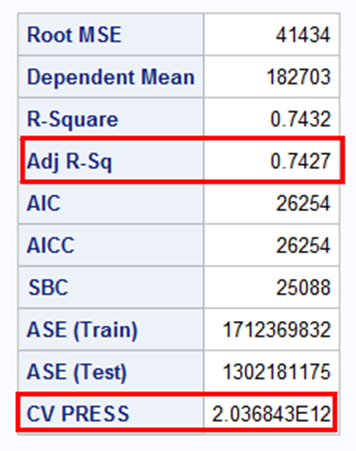 Root MSE 41434
Dependent Mean 182703
R-Square 0.7432
Adj R-Sq 0.7427
AIC 26254
AICC 26254
SBC 25088
ASE (Train) 1712369832
ASE (Test) 1302181175
CV PRESS 2.036843E12